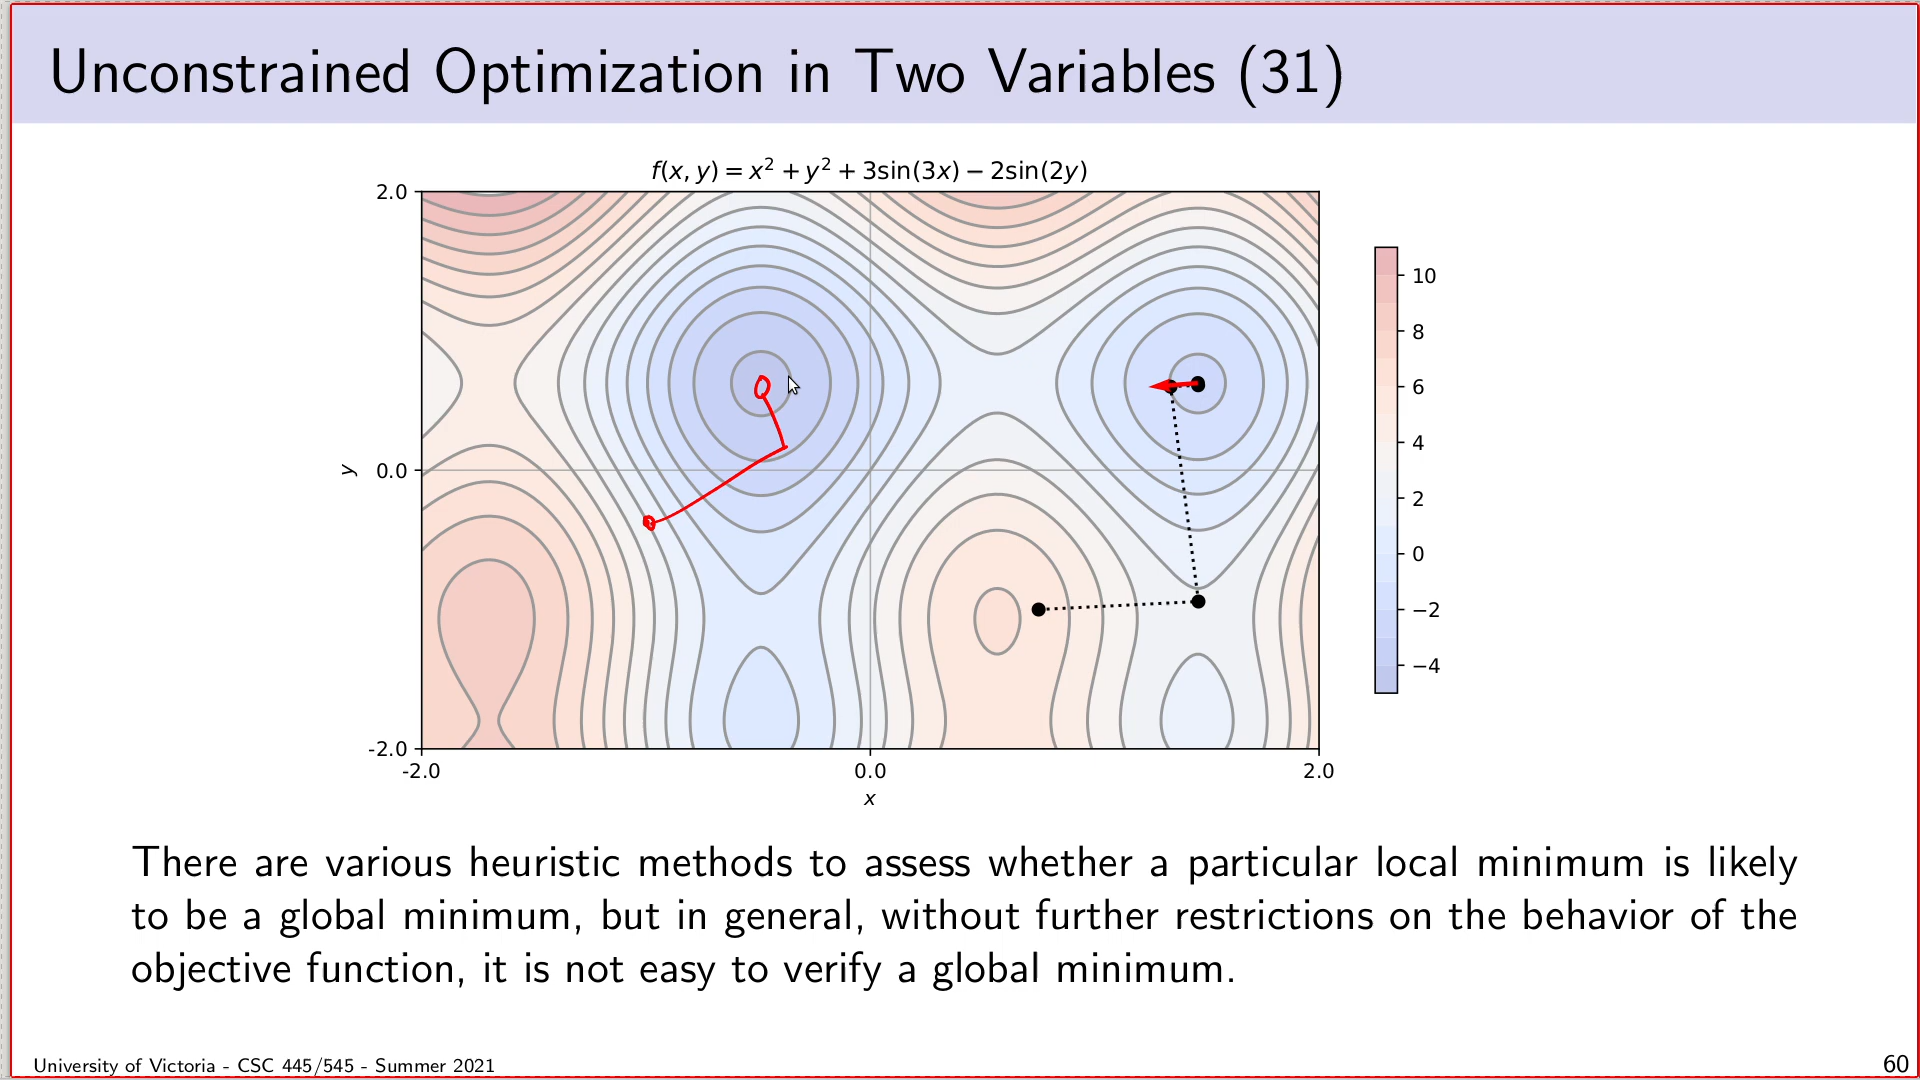 Unconstrained Optimization in Two Variables (31)
f(x, y) = x² + y² + 3sin(3x) − 2sin(2y)
2.0
0.0
-2.0
y
-2.0
0.0
2.0
x
10
8
6
4
2
0
−2
−4
There are various heuristic methods to assess whether a particular local minimum is likely
to be a global minimum, but in general, without further restrictions on the behavior of the
objective function, it is not easy to verify a global minimum.
University of Victoria - CSC 445/545 - Summer 2021
60